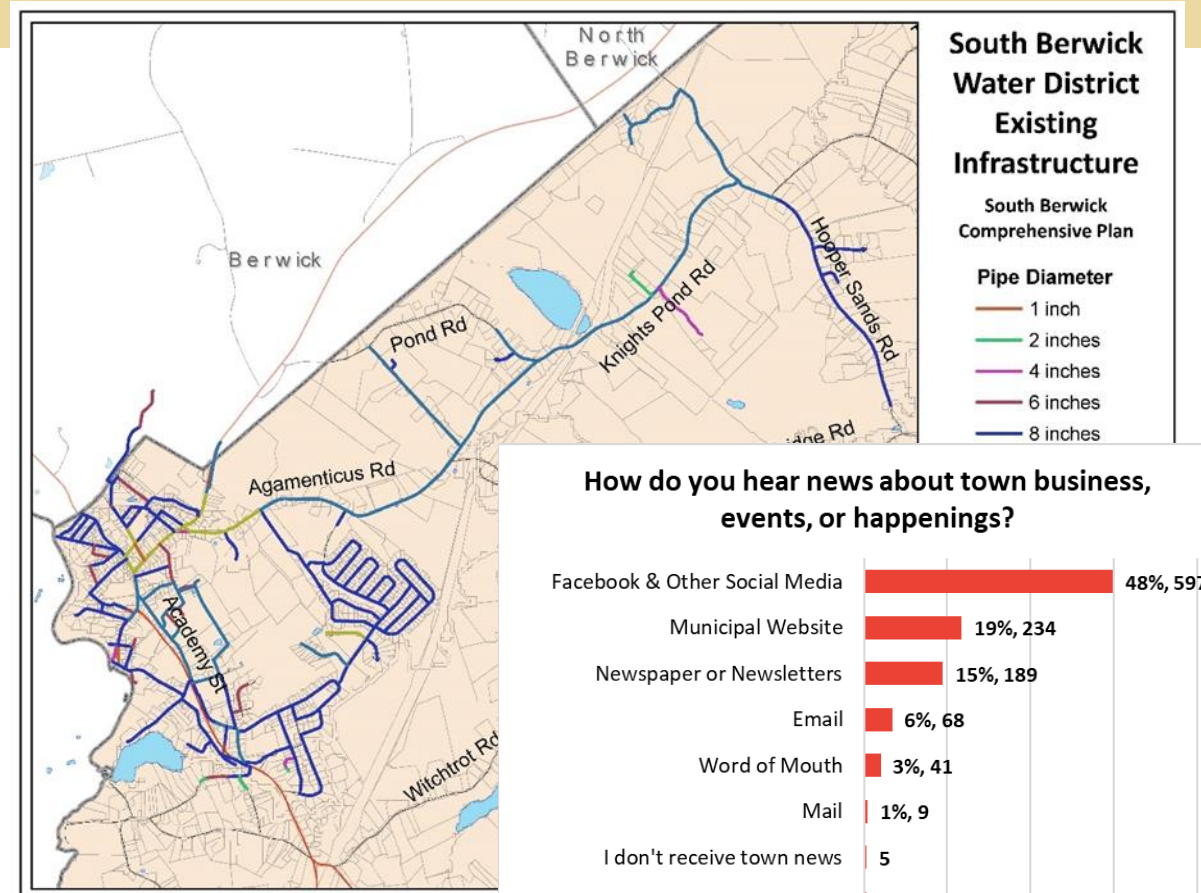 South Berwick
Water District
Existing
Infrastructure
South Berwick
Comprehensive Plan
Pipe Diameter
1 inch
2 inches
4 inches
6 inches
8 inches
North
Berwick
Berwick
Hooper Sands Rd
Pond Rd
Knights Pond Rd
Agamenticus Rd
Academy St
Witchtrot Rd
Rd
How do you hear news about town business,
events, or happenings?
Facebook & Other Social Media 48%, 597
Municipal Website 19%, 234
Newspaper or Newsletters 15%, 189
Email 6%, 68
Word of Mouth 3%, 41
Mail 1%, 9
I don't receive town news 5